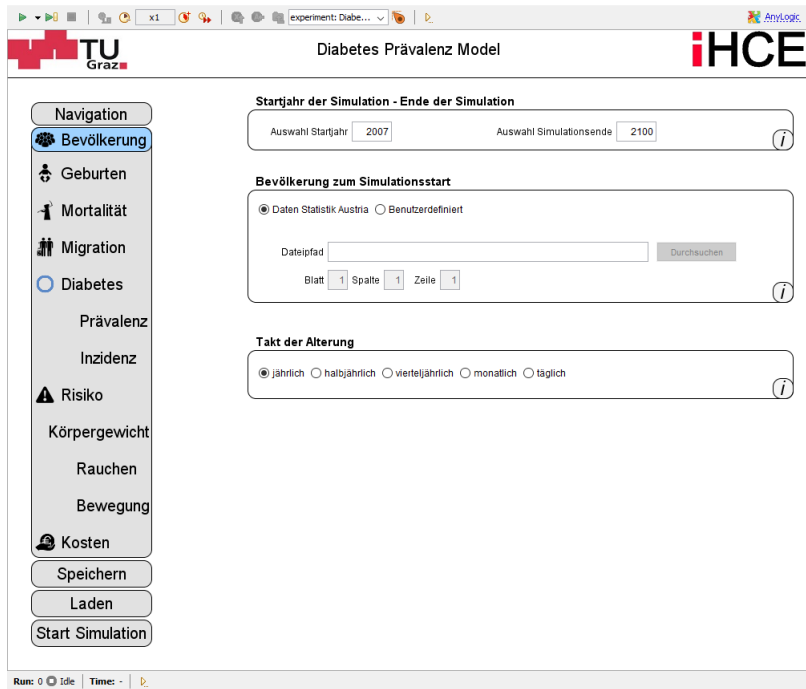 x1 experiment: Diabe... AnyLogic
TU Graz
Diabetes Prävalenz Model
iHCE
Navigation
Bevölkerung
Geburten
Mortalität
Migration
Diabetes
Prävalenz
Inzidenz
Risiko
Körpergewicht
Rauchen
Bewegung
Kosten
Speichern
Laden
Start Simulation
Startjahr der Simulation - Ende der Simulation
Auswahl Startjahr 2007 Auswahl Simulationsende 2100
i
Bevölkerung zum Simulationsstart
Daten Statistik Austria Benutzerdefiniert
Dateipfad Durchsuchen
Blatt 1 Spalte 1 Zeile 1
i
Takt der Alterung
jährlich halbjährlich vierteljährlich monatlich täglich
i
Run: 0 Idle Time: -